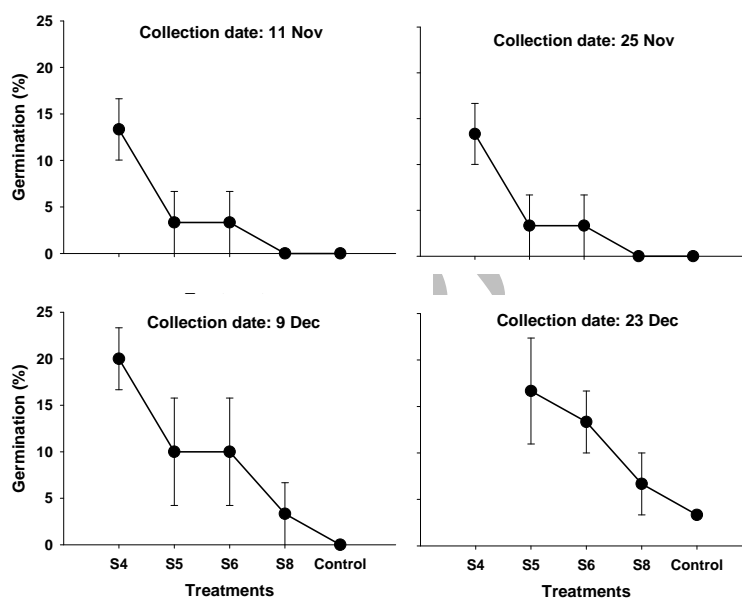 Collection date: 11 Nov
25
20
15
10
5
0
Germination (%)
Collection date: 25 Nov
Collection date: 9 Dec
25
20
15
10
5
0
Germination (%)
S4 S5 S6 S8 Control
Treatments
Collection date: 23 Dec
S4 S5 S6 S8 Control
Treatments